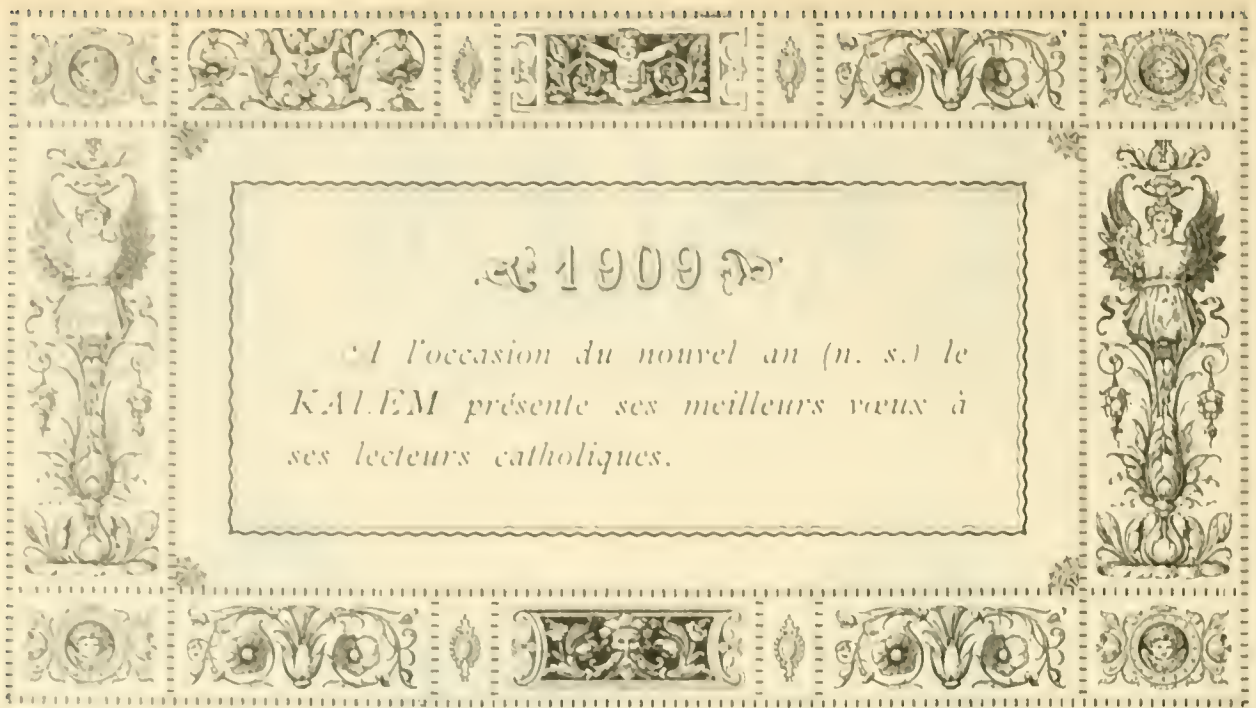 1909
A l'occasion du nouvel an (n. s.) le
KALEM présente ses meilleurs vœux à
ses lecteurs catholiques.